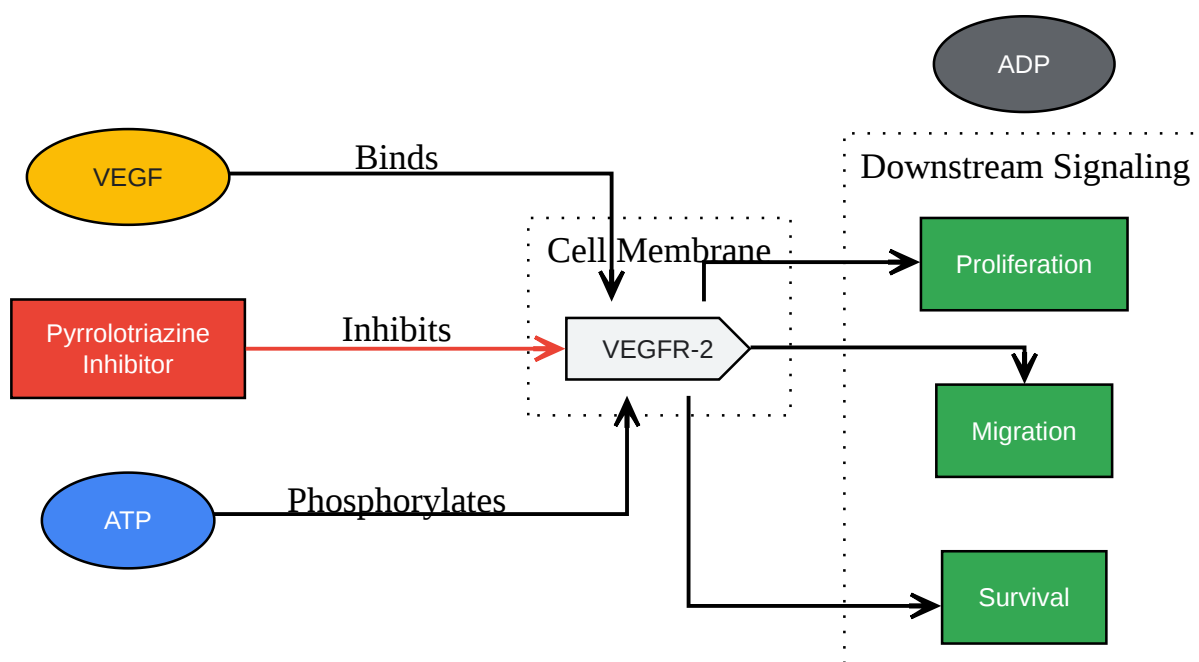 ADP
VEGF
Binds
Downstream Signaling
Cell Membrane
Proliferation
Pyrrolotriazine
Inhibitor
Inhibits
VEGFR-2
Migration
ATP
Phosphorylates
Survival